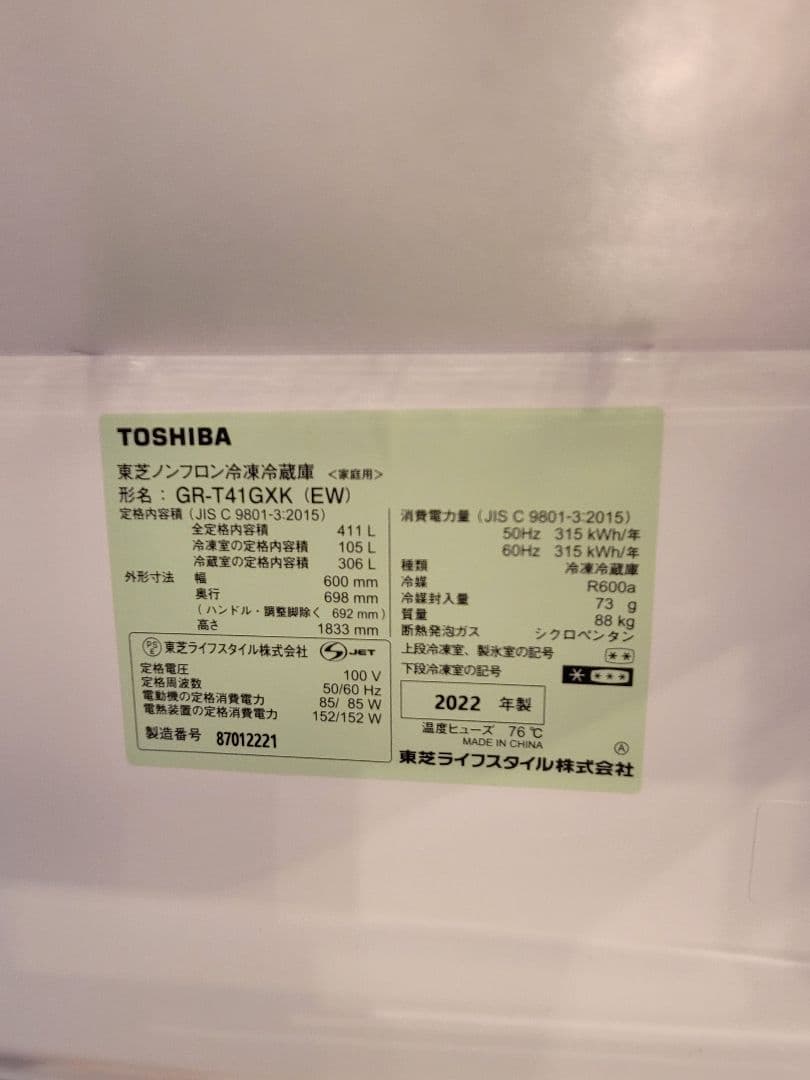 TOSHIBA
東芝ノンフロン冷凍冷蔵庫 <家庭用>
形名: GR-T41GXK (EW)
定格内容積 (JIS C 9801-3:2015)
全定格内容積 411 L
冷凍室の定格内容積 105 L
冷蔵室の定格内容積 306 L
外形寸法 幅 600 mm
奥行 698 mm
(ハンドル・調整脚除く 692 mm)
高さ 1833 mm
PSE 東芝ライフスタイル株式会社 JET
定格電圧 100 V
定格周波数 50/60 Hz
電動機の定格消費電力 85/ 85 W
電熱装置の定格消費電力 152/152 W
製造番号 87012221
消費電力量 (JIS C 9801-3:2015)
50Hz 315 kWh/年
60Hz 315 kWh/年
種類 冷凍冷蔵庫
冷媒 R600a
冷媒封入量 73 g
質量 88 kg
断熱発泡ガス シクロペンタン
上段冷凍室、製氷室の記号 **
下段冷凍室の記号 * ***
2022 年製
温度ヒューズ 76 ℃
MADE IN CHINA Ⓐ
東芝ライフスタイル株式会社